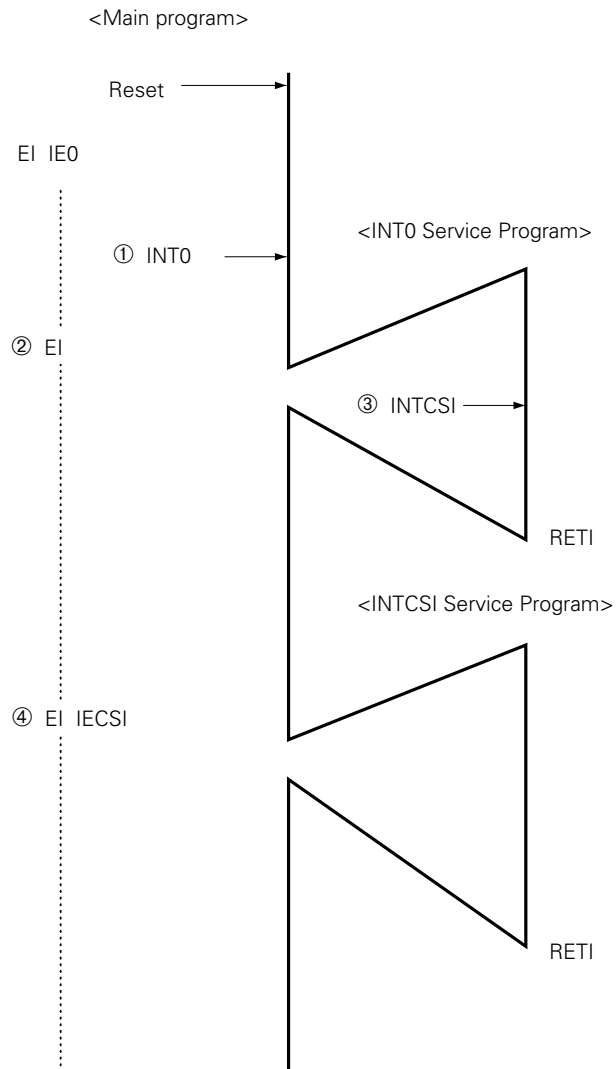 <Main program>
Reset
EI IE0
<INT0 Service Program>
① INT0
② EI
③ INTCSI
RETI
<INTCSI Service Program>
④ EI IECSI
RETI